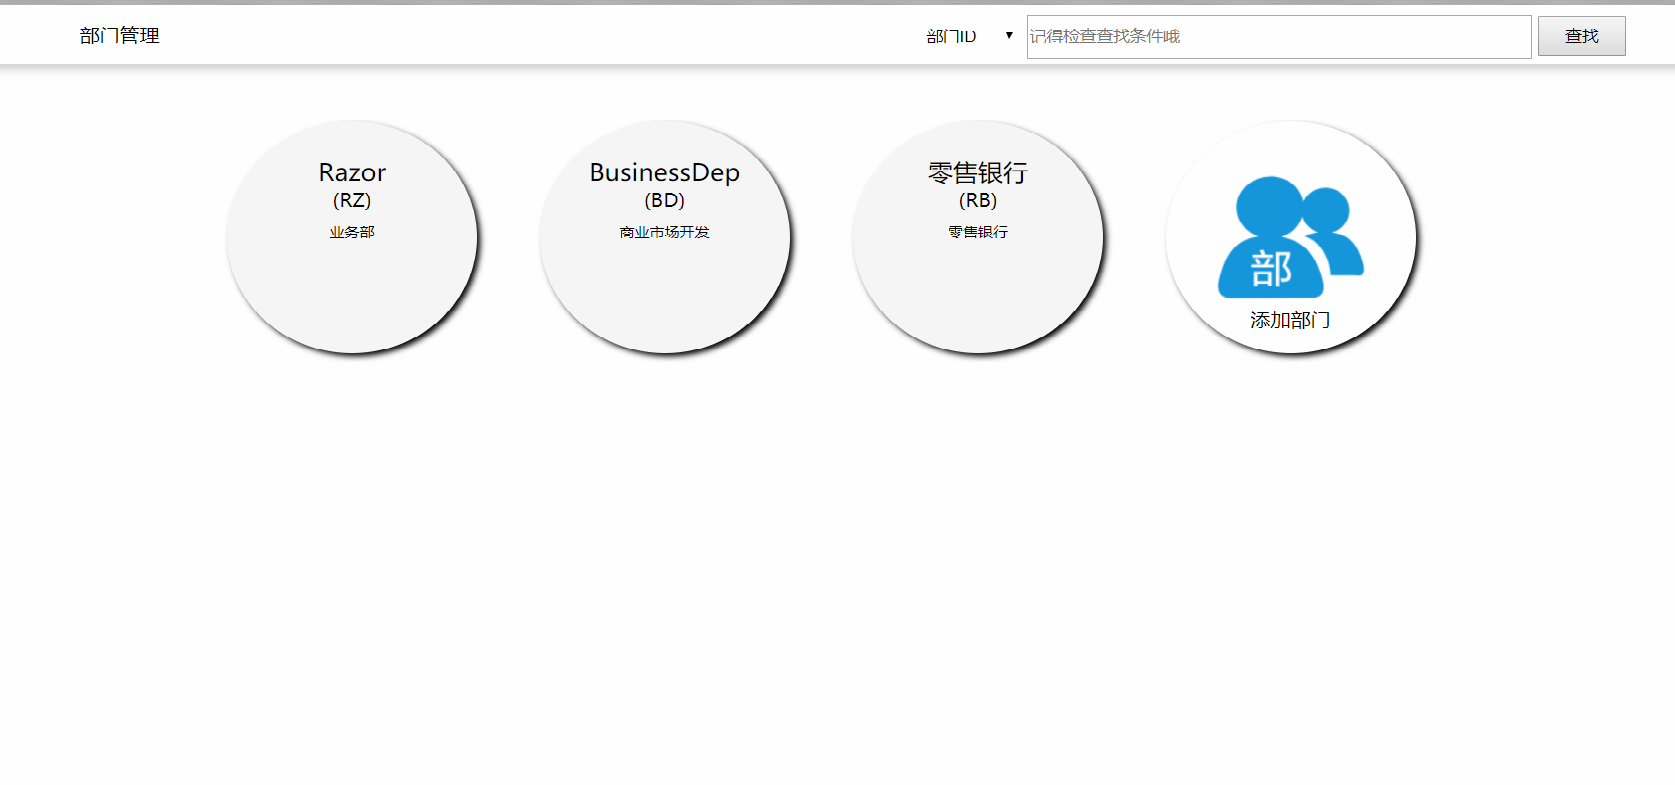 部门管理
部门ID
记得检查查找条件哦
查找
Razor
(RZ)
业务部
BusinessDep
(BD)
商业市场开发
零售银行
(RB)
零售银行
部
添加部门